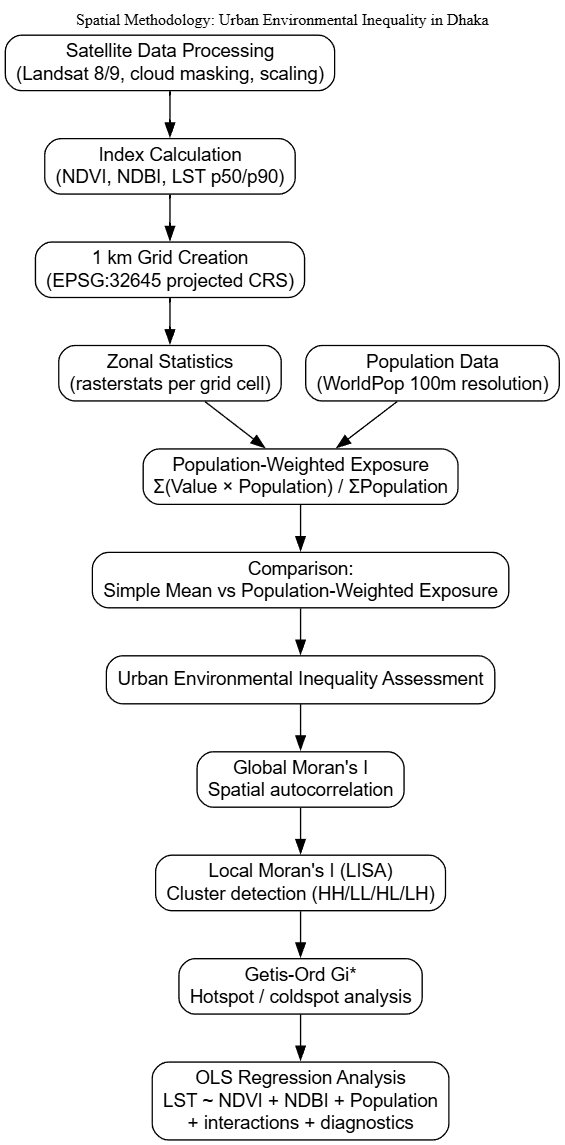 Spatial Methodology: Urban Environmental Inequality in Dhaka
Satellite Data Processing
(Landsat 8/9, cloud masking, scaling)
Index Calculation
(NDVI, NDBI, LST p50/p90)
1 km Grid Creation
(EPSG:32645 projected CRS)
Zonal Statistics
(rasterstats per grid cell)
Population Data
(WorldPop 100m resolution)
Population-Weighted Exposure
Σ(Value × Population) / ΣPopulation
Comparison:
Simple Mean vs Population-Weighted Exposure
Urban Environmental Inequality Assessment
Global Moran's I
Spatial autocorrelation
Local Moran's I (LISA)
Cluster detection (HH/LL/HL/LH)
Getis-Ord Gi*
Hotspot / coldspot analysis
OLS Regression Analysis
LST ~ NDVI + NDBI + Population
+ interactions + diagnostics